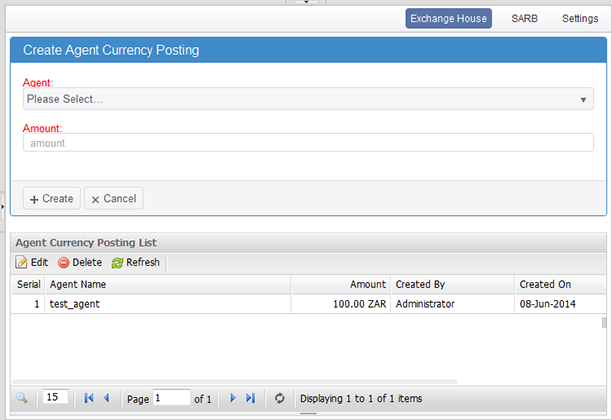 Exchange House SARB Settings
Create Agent Currency Posting
Agent:
Please Select...
Amount:
amount
+ Create × Cancel
Agent Currency Posting List
Edit Delete Refresh
Serial Agent Name Amount Created By Created On
1 test_agent 100.00 ZAR Administrator 08-Jun-2014
15 Page 1 of 1 Displaying 1 to 1 of 1 items